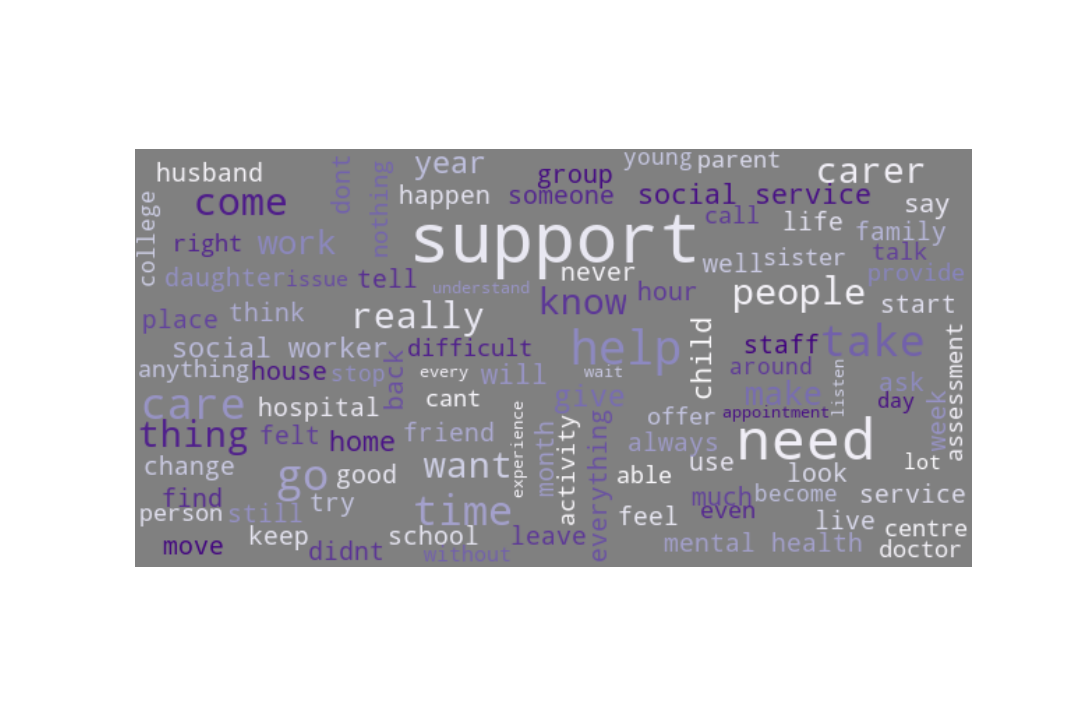 husband
dont
nothing
year
group
young
parent
carer
come
happen
someone
social service
say
college
right
work
support
call
life
family
talk
daughter
issue
tell
understand
never
well
sister
provide
know
hour
people
start
place
think
really
help
child
staff
take
assessment
social worker
difficult
back
anything
house
stop
every
will
wait
around
listen
ask
day
week
care
hospital
cant
give
make
offer
appointment
thing
felt
home
friend
experience
month
activity
everything
always
need
change
go
good
want
able
use
look
lot
find
person
still
try
time
much
even
become
service
feel
live
centre
move
keep
didnt
school
without
leave
mental health
doctor